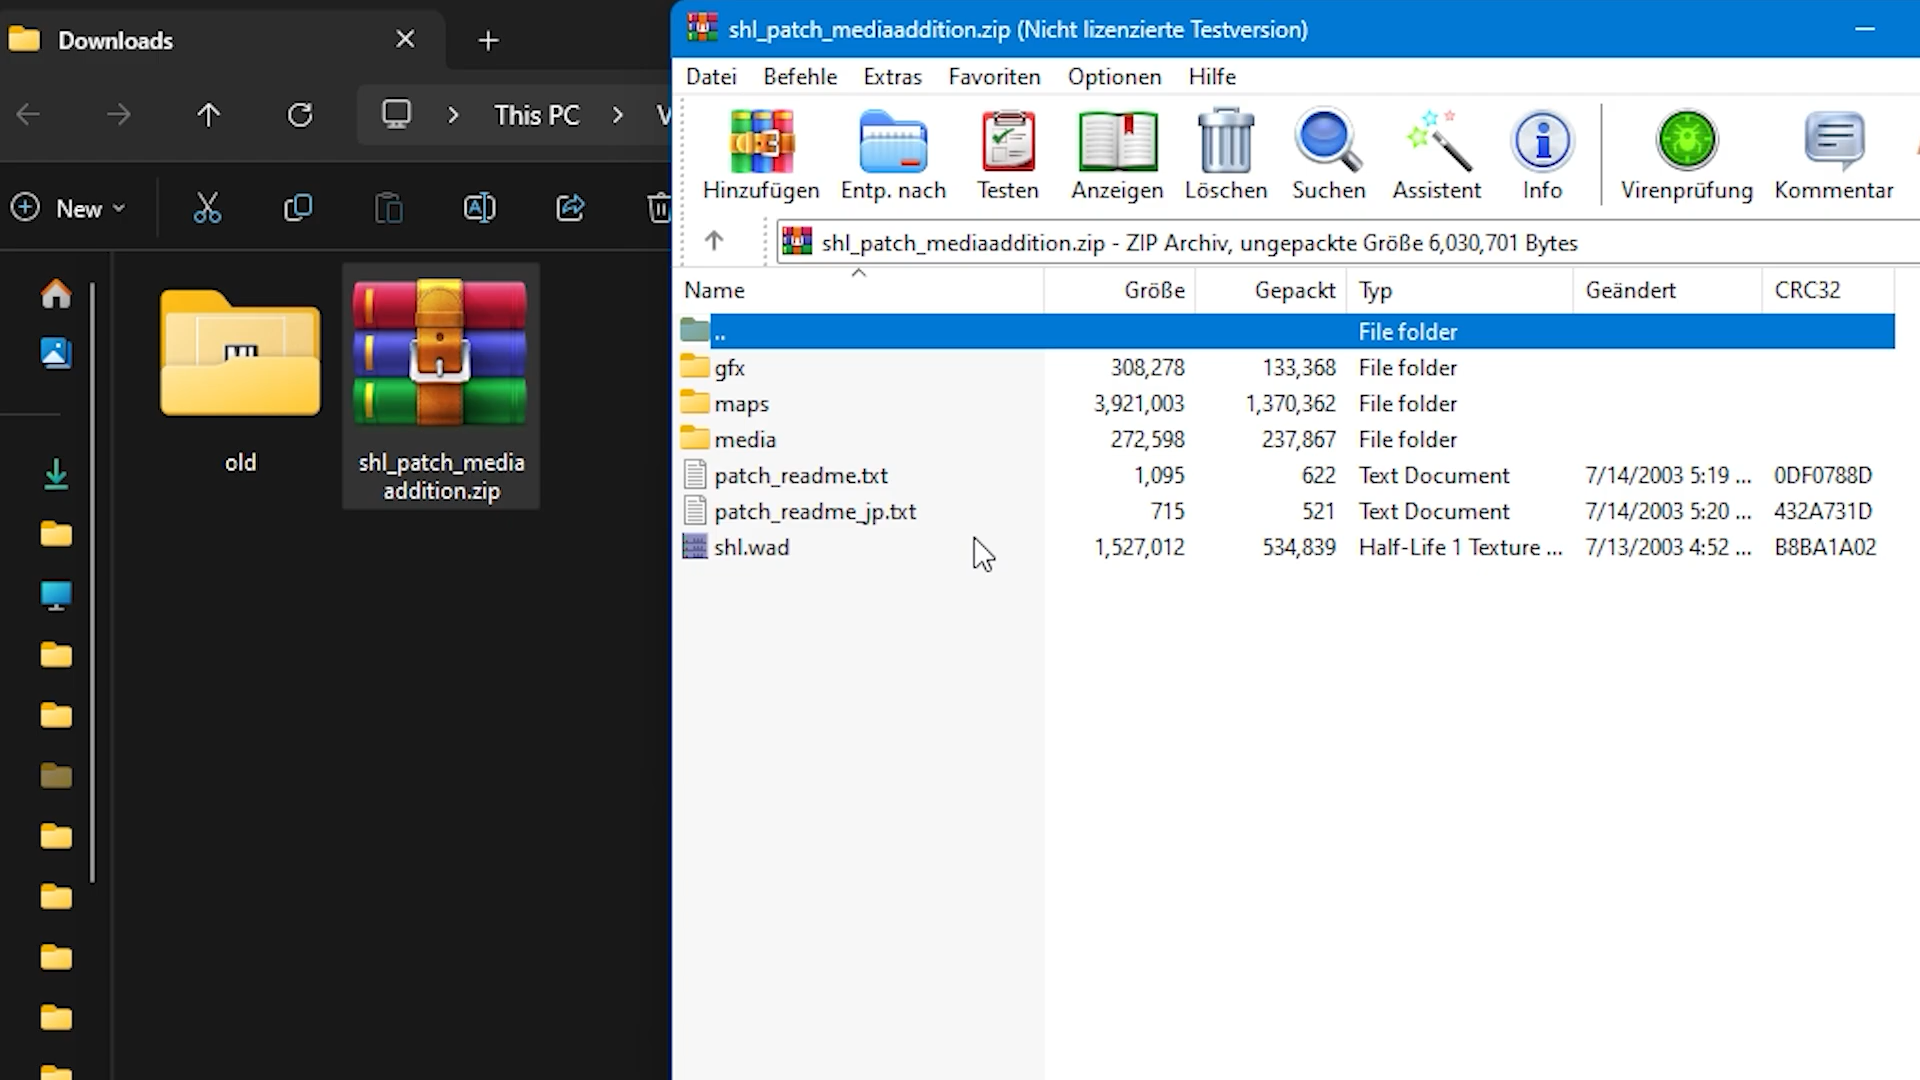 Downloads
This PC
New
old
shl_patch_media
addition.zip
shl_patch_mediaaddition.zip (Nicht lizenzierte Testversion)
Datei Befehle Extras Favoriten Optionen Hilfe
Hinzufügen Entp. nach Testen Anzeigen Löschen Suchen Assistent Info Virenprüfung Kommentar
shl_patch_mediaaddition.zip - ZIP Archiv, ungepackte Größe 6,030,701 Bytes
Name Größe Gepackt Typ Geändert CRC32
.. File folder
gfx 308,278 133,368 File folder
maps 3,921,003 1,370,362 File folder
media 272,598 237,867 File folder
patch_readme.txt 1,095 622 Text Document 7/14/2003 5:19 ... 0DF0788D
patch_readme_jp.txt 715 521 Text Document 7/14/2003 5:20 ... 432A731D
shl.wad 1,527,012 534,839 Half-Life 1 Texture ... 7/13/2003 4:52 ... B8BA1A02